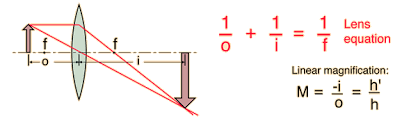 f
f
o
i
1/o + 1/i = 1/f
Lens
equation
Linear magnification:
M = -i/o = h'/h